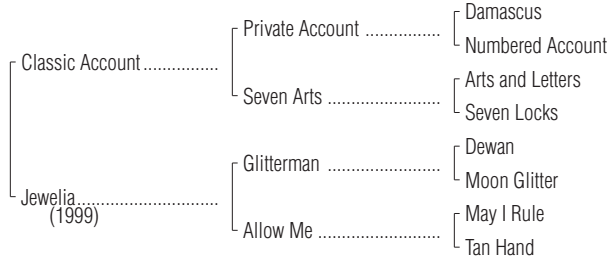 Damascus
Private Account ..................
Numbered Account
Classic Account ................
Arts and Letters
Seven Arts ...........................
Seven Locks
Dewan
Glitterman ...........................
Moon Glitter
Jewelia.................................
(1999)
May I Rule
Allow Me .............................
Tan Hand